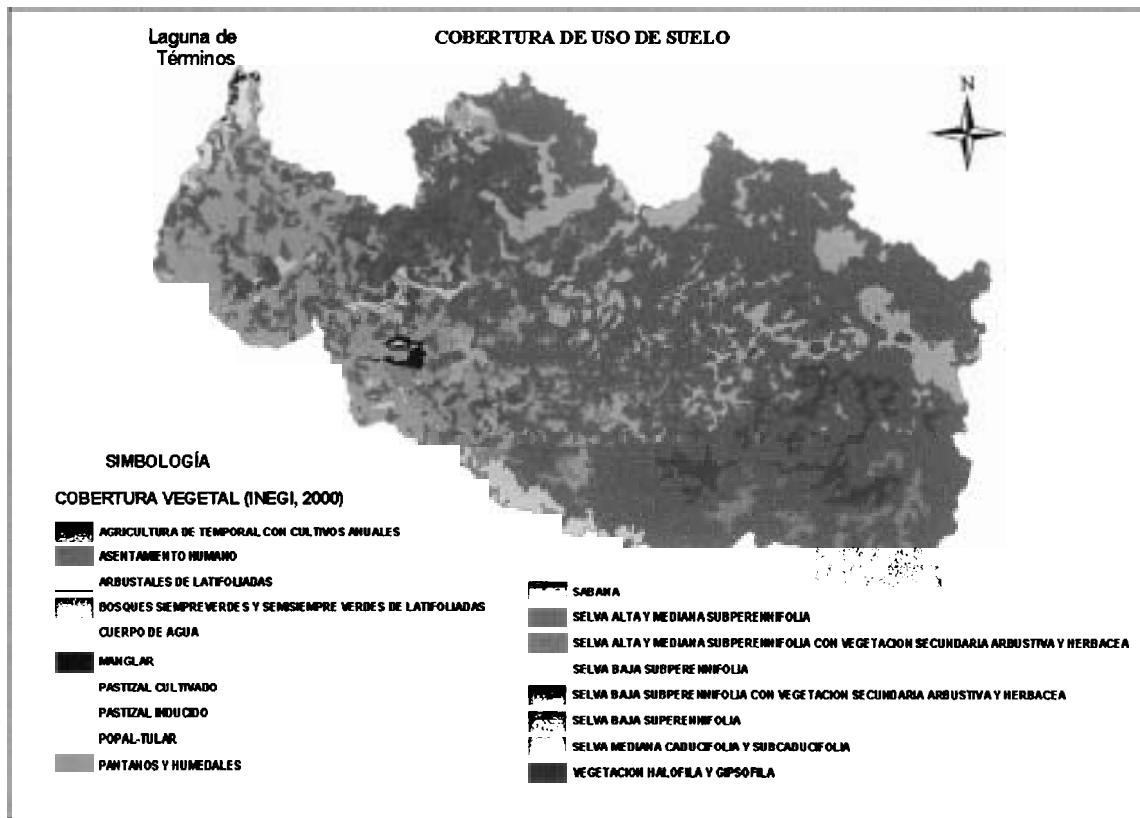 Laguna de
Términos
COBERTURA DE USO DE SUELO
N
SIMBOLOGÍA
COBERTURA VEGETAL (INEGI, 2000)
AGRICULTURA DE TEMPORAL CON CULTIVOS ANUALES
ASENTAMIENTO HUMANO
ARBUSTALES DE LATIFOLIADAS
BOSQUES SIEMPREVERDES Y SEMISIEMPRE VERDES DE LATIFOLIADAS
CUERPO DE AGUA
MANGLAR
PASTIZAL CULTIVADO
PASTIZAL INDUCIDO
POPAL-TULAR
PANTANOS Y HUMEDALES
SABANA
SELVA ALTA Y MEDIANA SUBPERENNIFOLIA
SELVA ALTA Y MEDIANA SUBPERENNIFOLIA CON VEGETACION SECUNDARIA ARBUSTIVA Y HERBACEA
SELVA BAJA SUBPERENNIFOLIA
SELVA BAJA SUBPERENNIFOLIA CON VEGETACION SECUNDARIA ARBUSTIVA Y HERBACEA
SELVA BAJA SUPERENNIFOLIA
SELVA MEDIANA CADUCIFOLIA Y SUBCADUCIFOLIA
VEGETACION HALOFILA Y GIPSOFILA